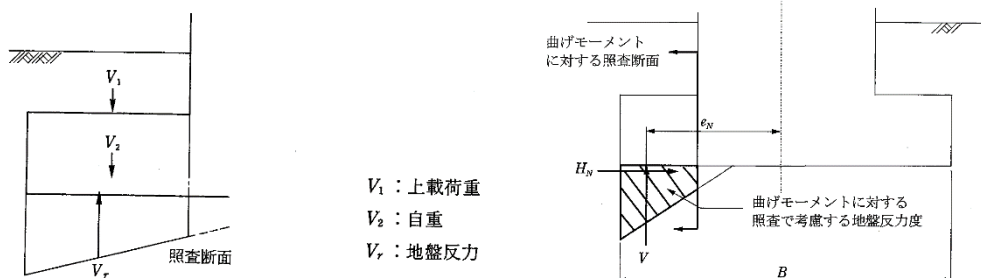 V₁
V₂
V_r
照査断面
V₁：上載荷重
V₂：自重
V_r：地盤反力
曲げモーメント
に対する照査断面
e_N
H_N
曲げモーメントに対する
照査で考慮する地盤反力度
V
B